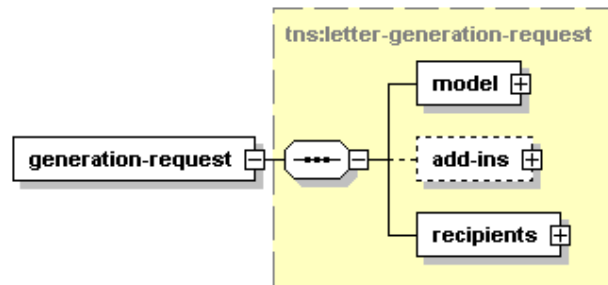 tns:letter-generation-request
model
generation-request
add-ins
recipients